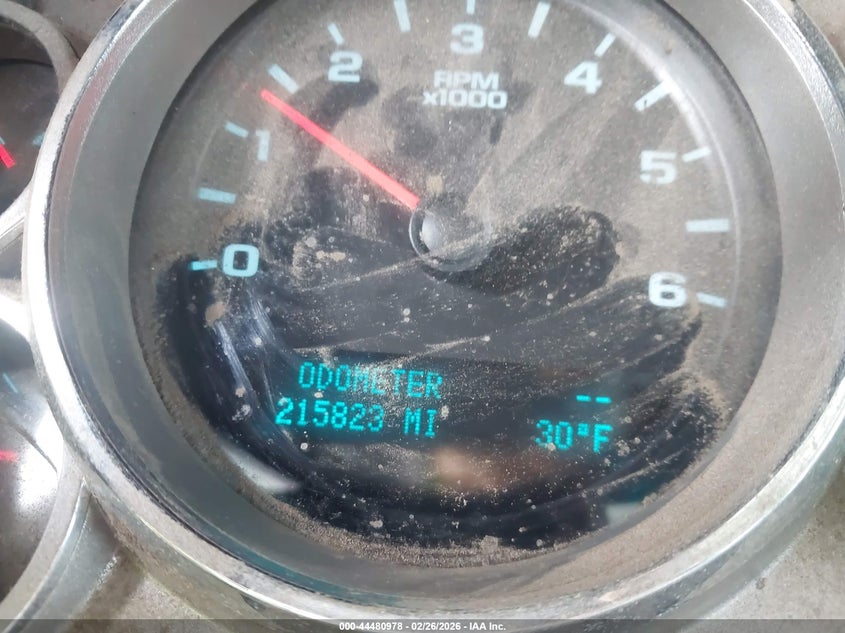 3
2
4
RPM
x1000
1
5
0
6
ODOMETER
--
215823 MI
30°F
000-44480978 - 02/26/2026 - IAA Inc.